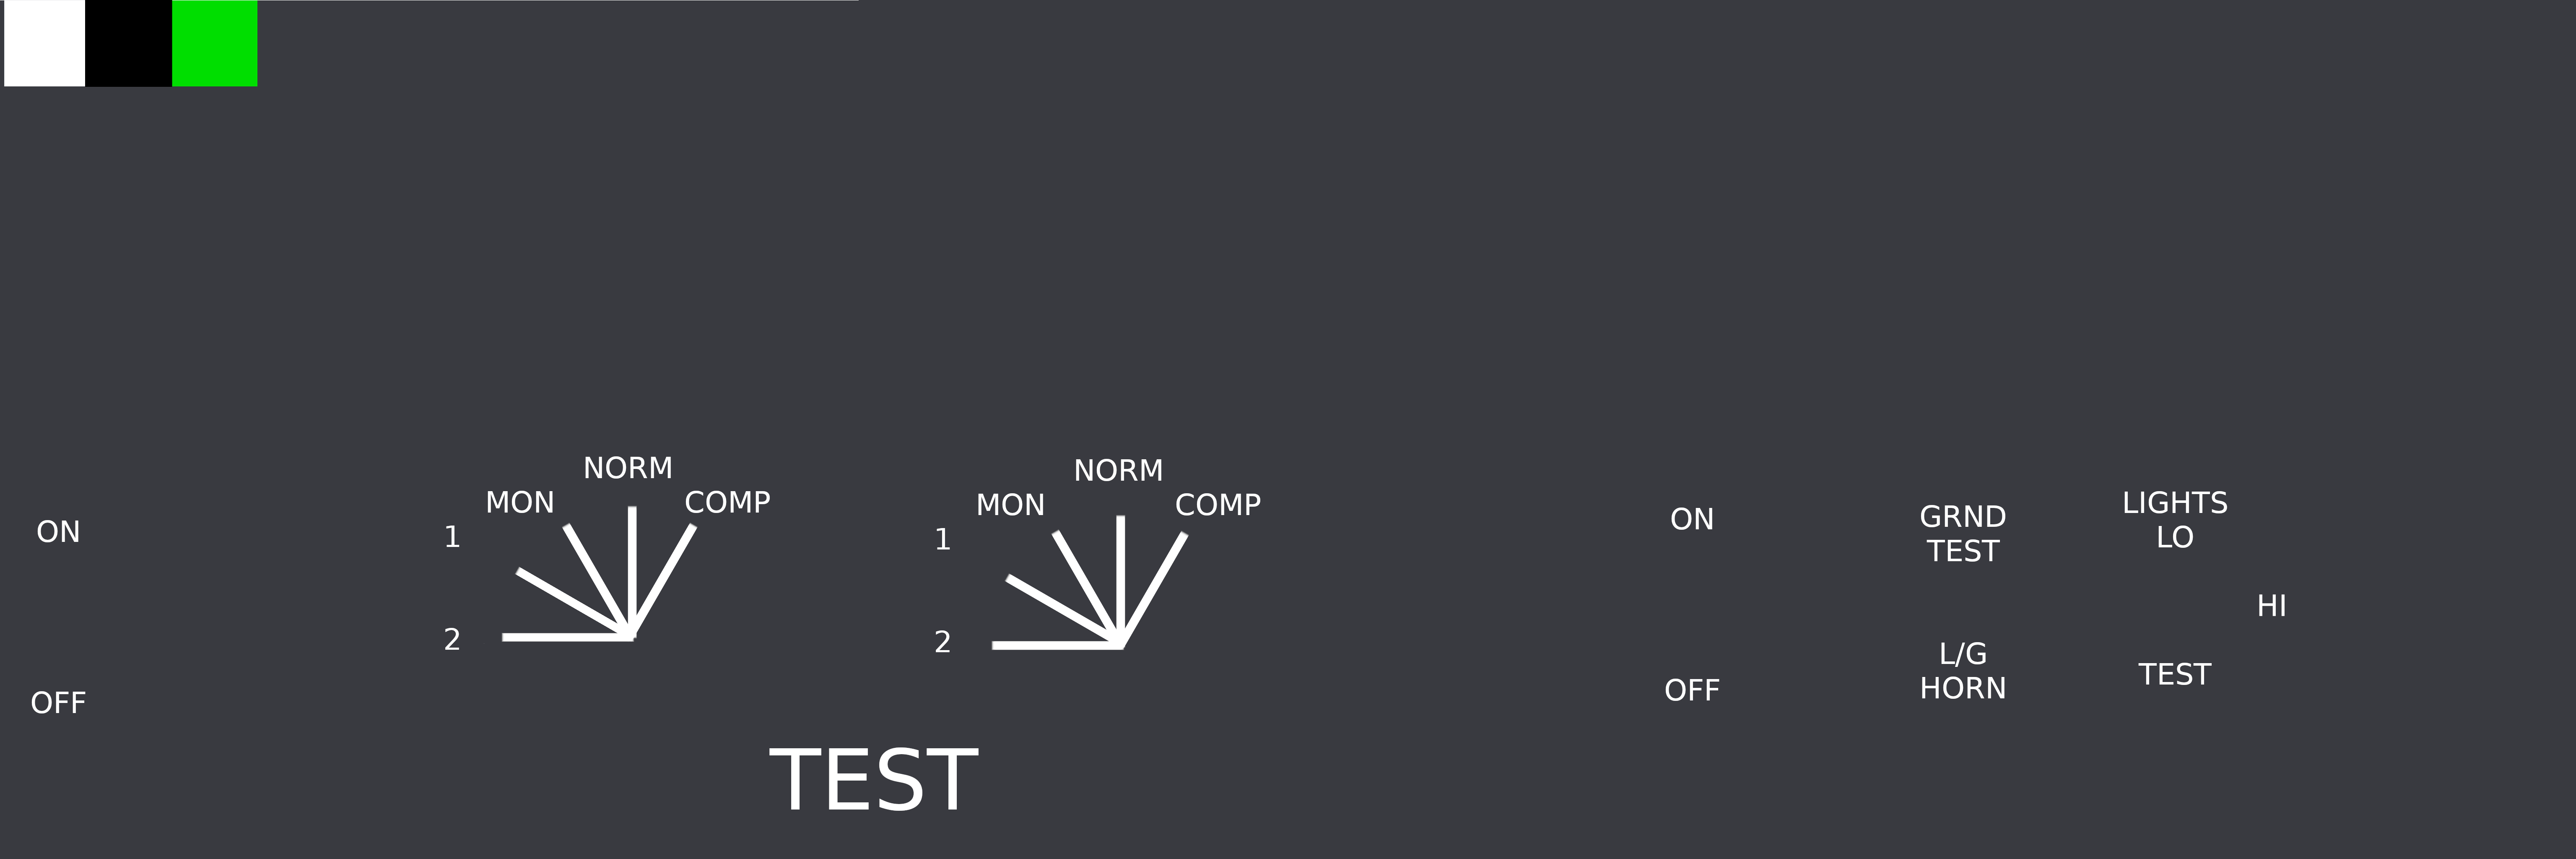 ON
OFF
NORM
MON
COMP
1
2
NORM
MON
COMP
1
2
TEST
ON
OFF
GRND
TEST
L/G
HORN
LIGHTS
LO
HI
TEST